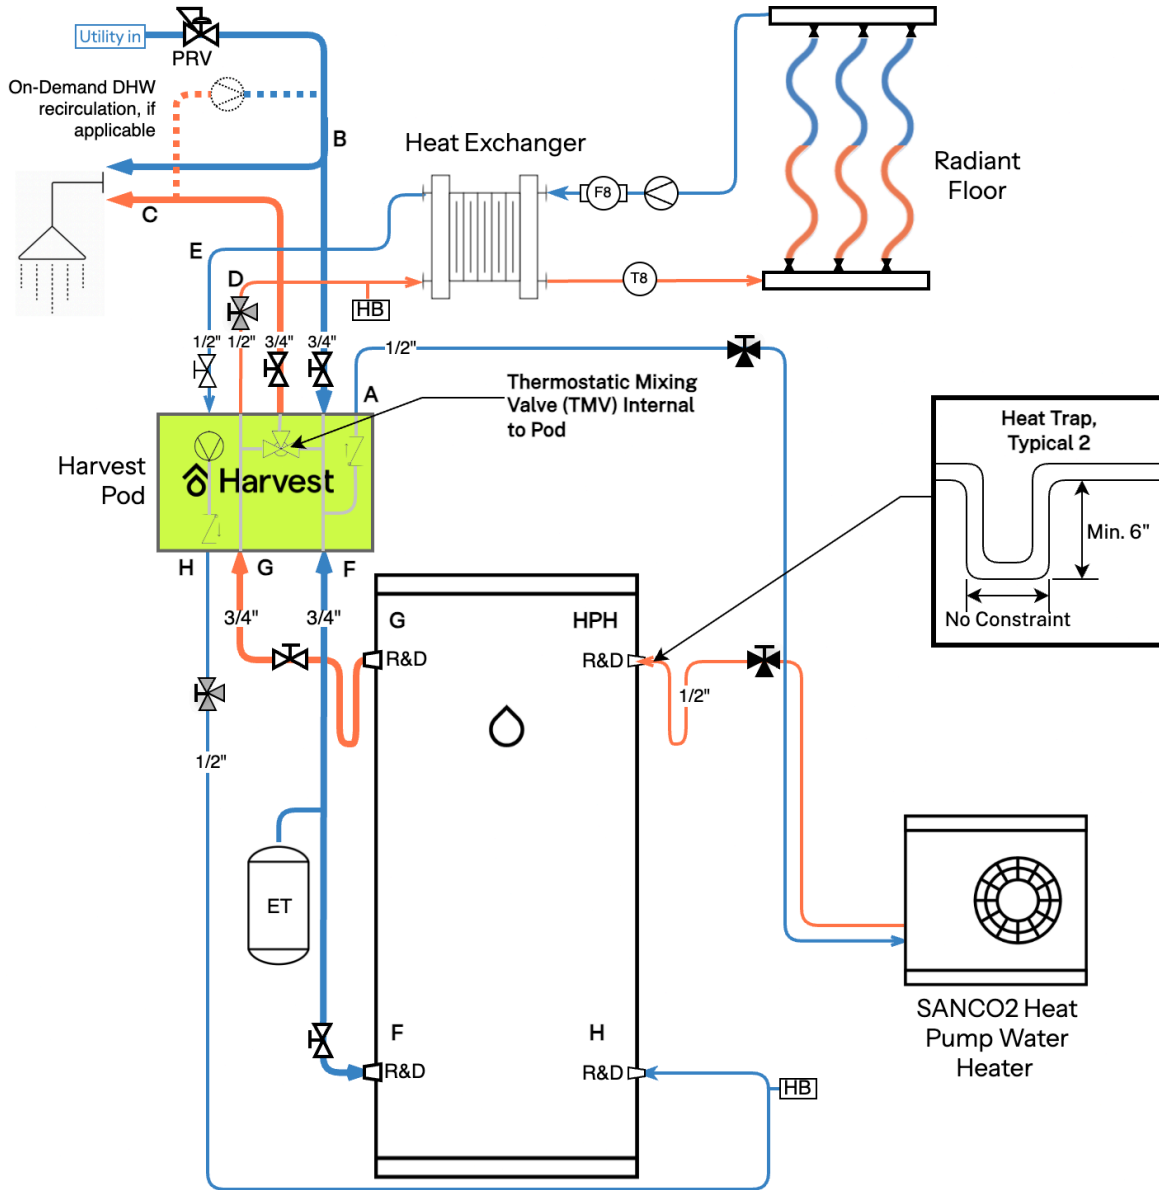 Utility in
PRV
On-Demand DHW
recirculation, if
applicable
B
C
Heat Exchanger
F8
Radiant
Floor
E
D
HB
T8
1/2"
1/2"
3/4"
3/4"
1/2"
A
Thermostatic Mixing
Valve (TMV) Internal
to Pod
Harvest
Pod
Harvest
H
G
F
3/4"
3/4"
Heat Trap,
Typical 2
Min. 6"
No Constraint
G
HPH
R&D
R&D
1/2"
1/2"
ET
SANCO2 Heat
Pump Water
Heater
F
H
R&D
R&D
HB